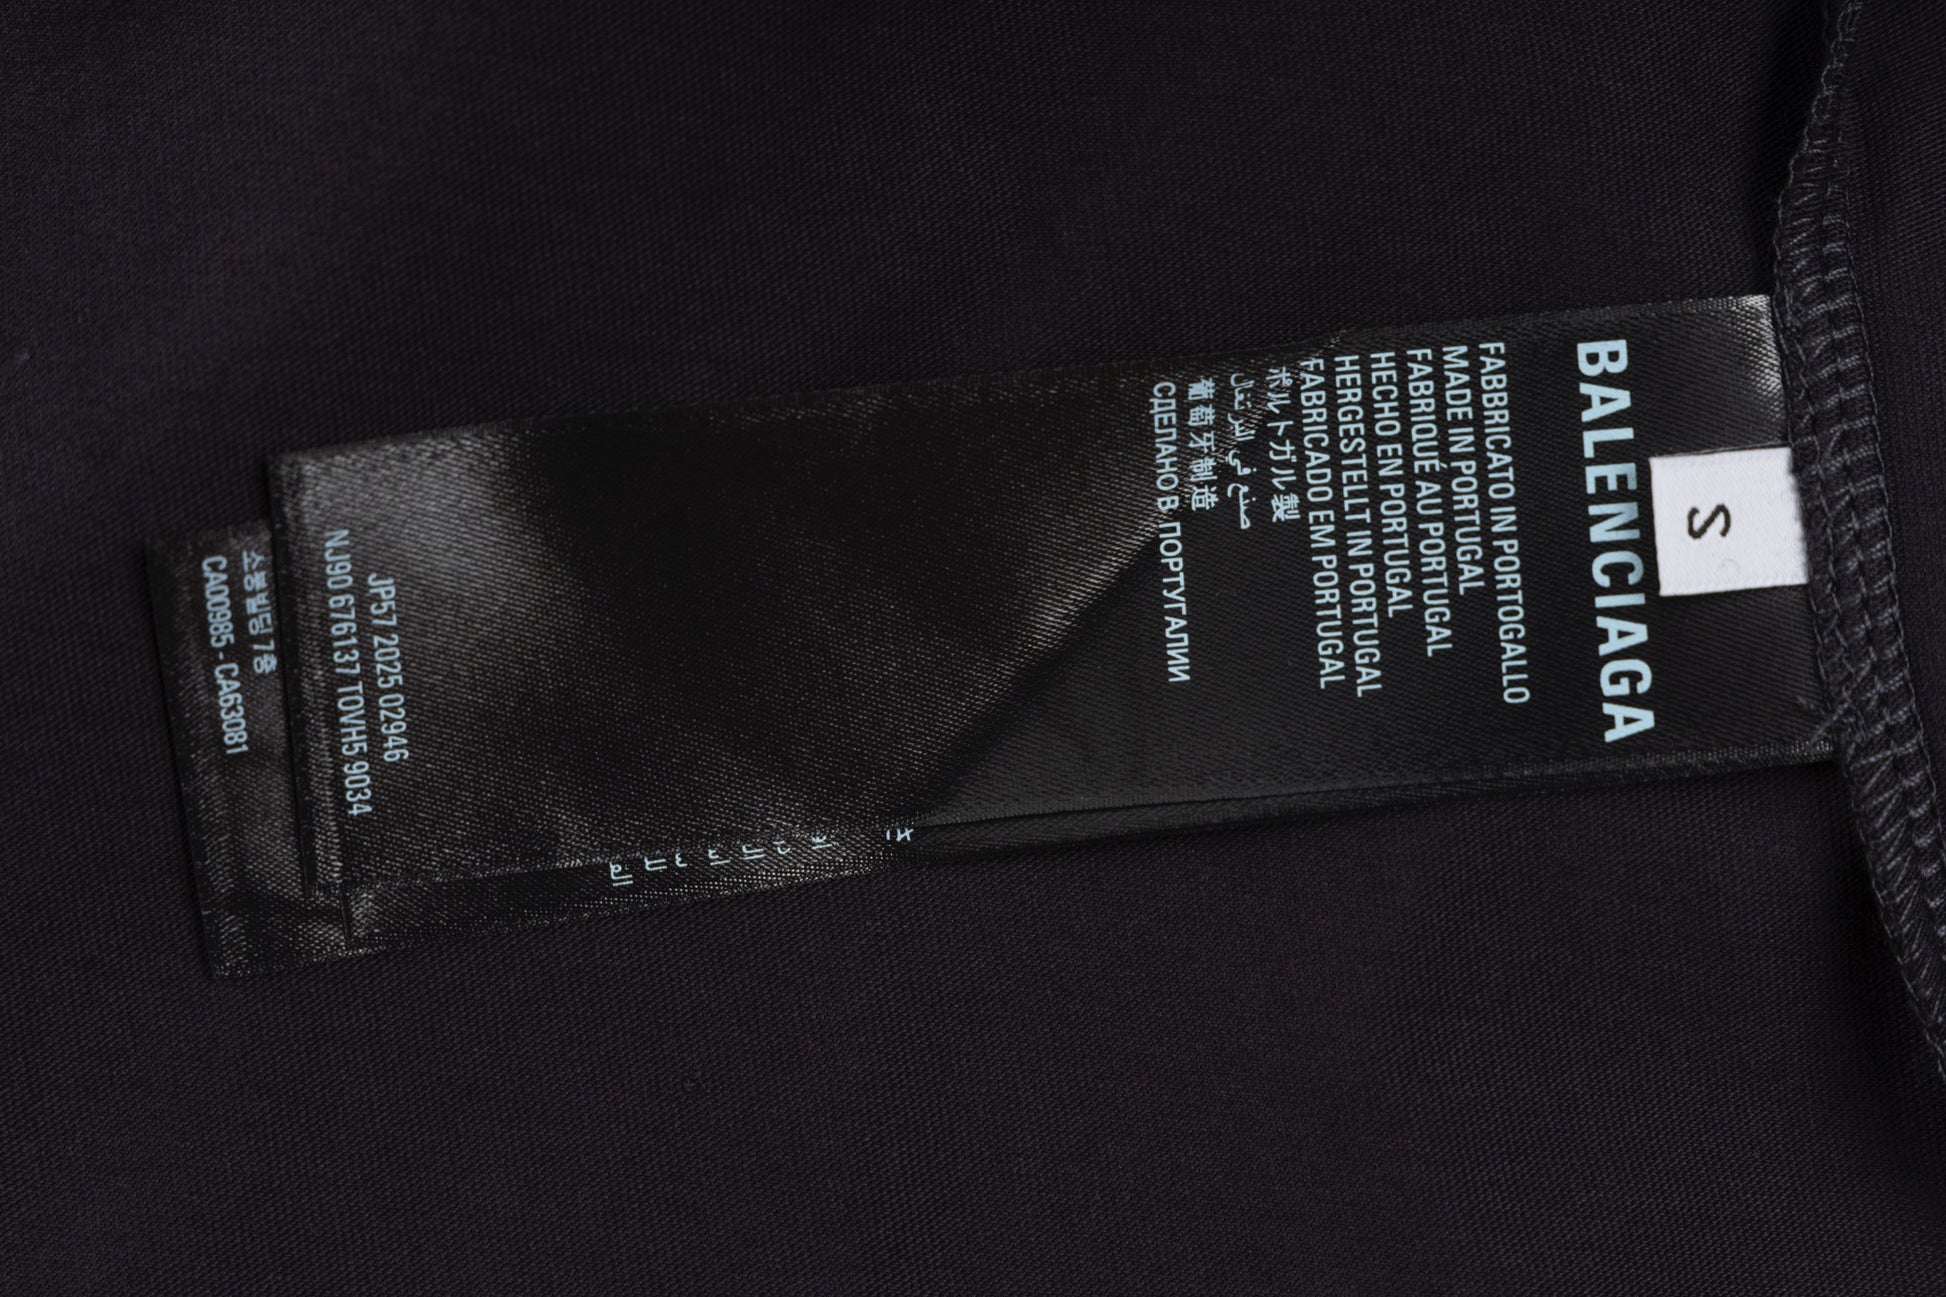 S
BALENCIAGA
FABBRICATO IN PORTOGALLO
MADE IN PORTUGAL
FABRIQUÉ AU PORTUGAL
HECHO EN PORTUGAL
HERGESTELLT IN PORTUGAL
FABRICADO EM PORTUGAL
ポルトガル製
صنع في البرتغال
葡萄牙制造
СДЕЛАНО В ПОРТУГАЛИИ
JP57 2025 02946
NJ90 676137 TOVH5 9034
소봉빌딩 7층
CA00985 - CA63081